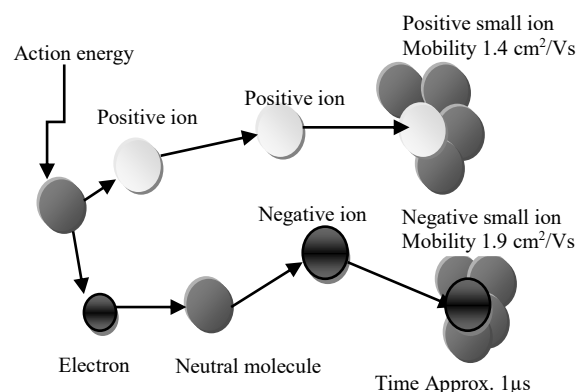 Positive small ion
Mobility 1.4 cm²/Vs
Action energy
Positive ion
Positive ion
Negative ion
Negative small ion
Mobility 1.9 cm²/Vs
Electron
Neutral molecule
Time Approx. 1µs